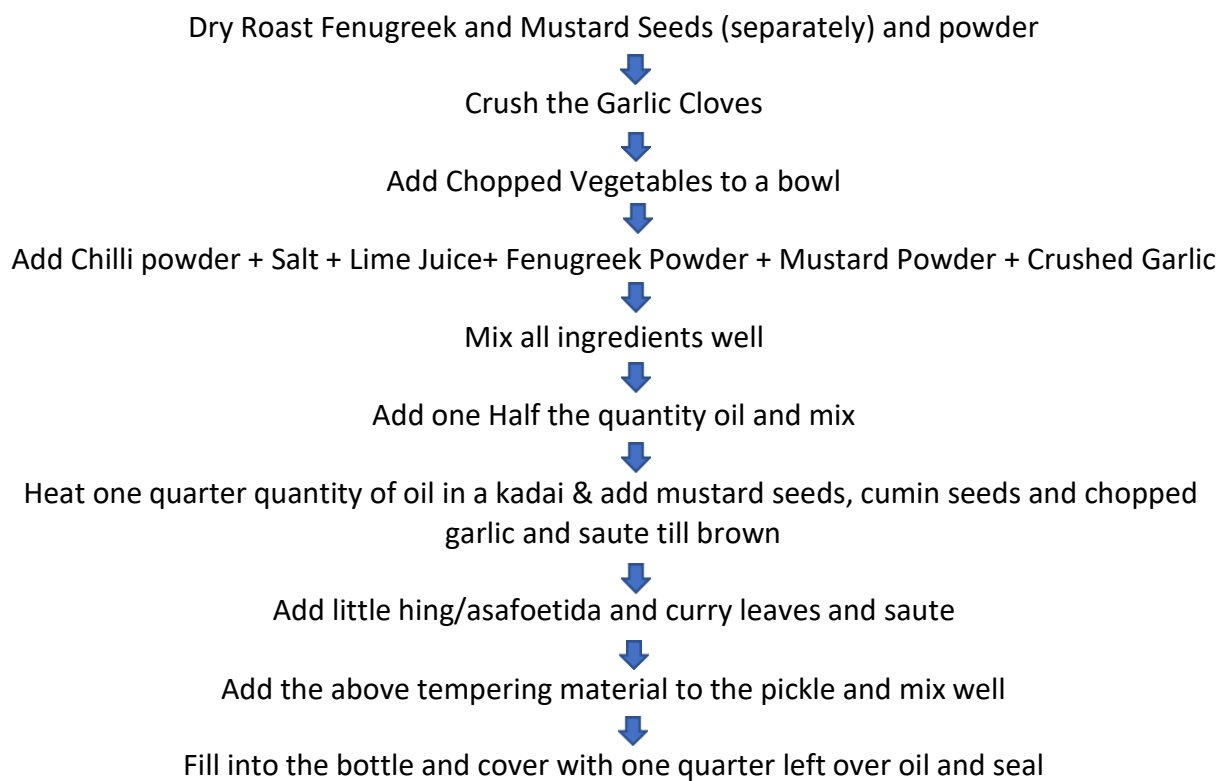 Dry Roast Fenugreek and Mustard Seeds (separately) and powder
Crush the Garlic Cloves
Add Chopped Vegetables to a bowl
Add Chilli powder + Salt + Lime Juice+ Fenugreek Powder + Mustard Powder + Crushed Garlic
Mix all ingredients well
Add one Half the quantity oil and mix
Heat one quarter quantity of oil in a kadai & add mustard seeds, cumin seeds and chopped
garlic and saute till brown
Add little hing/asafoetida and curry leaves and saute
Add the above tempering material to the pickle and mix well
Fill into the bottle and cover with one quarter left over oil and seal